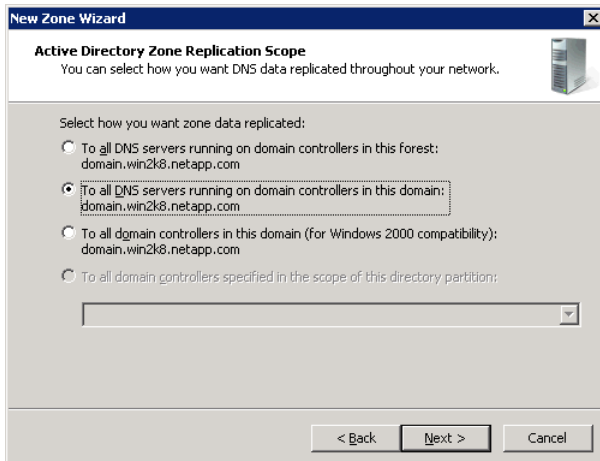 New Zone Wizard
Active Directory Zone Replication Scope
You can select how you want DNS data replicated throughout your network.
Select how you want zone data replicated:
To all DNS servers running on domain controllers in this forest:
domain.win2k8.netapp.com
To all DNS servers running on domain controllers in this domain:
domain.win2k8.netapp.com
To all domain controllers in this domain (for Windows 2000 compatibility):
domain.win2k8.netapp.com
To all domain controllers specified in the scope of this directory partition:
< Back
Next >
Cancel